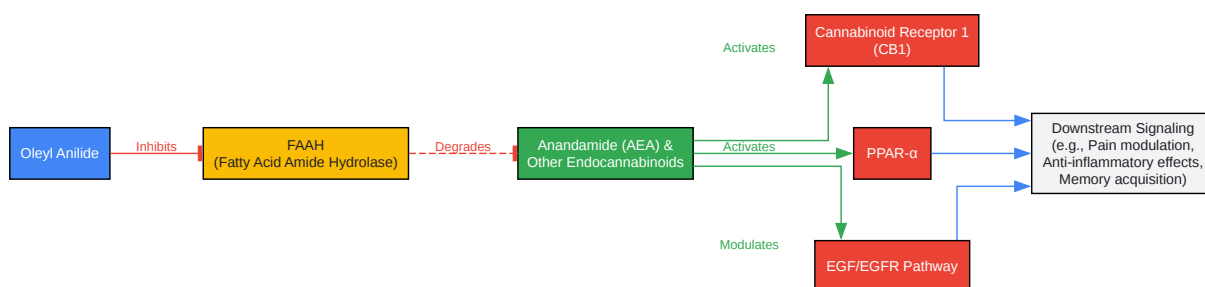 Cannabinoid Receptor 1
(CB1)
Activates
Oleyl Anilide
Inhibits
FAAH
(Fatty Acid Amide Hydrolase)
Degrades
Anandamide (AEA) &
Other Endocannabinoids
Activates
PPAR-α
Downstream Signaling
(e.g., Pain modulation,
Anti-inflammatory effects,
Memory acquisition)
Modulates
EGF/EGFR Pathway